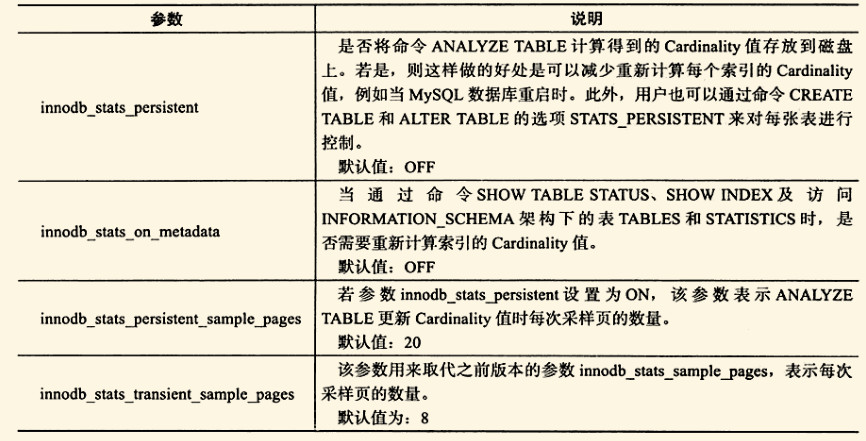 参数 说明
innodb_stats_persistent
是否将命令 ANALYZE TABLE 计算得到的 Cardinality 值存放到磁盘
上。若是，则这样做的好处是可以减少重新计算每个索引的 Cardinality
值，例如当 MySQL 数据库重启时。此外，用户也可以通过命令 CREATE
TABLE 和 ALTER TABLE 的选项 STATS_PERSISTENT 来对每张表进行
控制。
默认值：OFF
innodb_stats_on_metadata
当通过命令 SHOW TABLE STATUS、SHOW INDEX 及访问
INFORMATION_SCHEMA 架构下的表 TABLES 和 STATISTICS 时，是
否需要重新计算索引的 Cardinality 值。
默认值：OFF
innodb_stats_persistent_sample_pages
若参数 innodb_stats_persistent 设置为 ON，该参数表示 ANALYZE
TABLE 更新 Cardinality 值时每次采样页的数量。
默认值：20
innodb_stats_transient_sample_pages
该参数用来取代之前版本的参数 innodb_stats_sample_pages，表示每次
采样页的数量。
默认值为：8